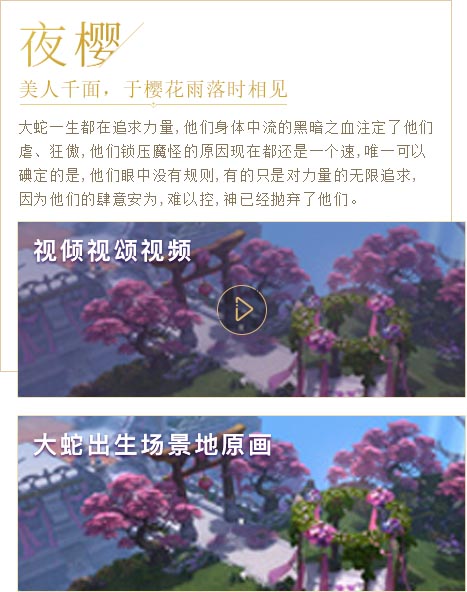 夜樱
美人千面，于樱花雨落时相见
大蛇一生都在追求力量,他们身体中流的黑暗之血注定了他们
虐、狂傲,他们锁压魔怪的原因现在都还是一个速,唯一可以
碘定的是,他们眼中没有规则,有的只是对力量的无限追求,
因为他们的肆意安为,难以控,神已经抛弃了他们。
视倾视颂视频
大蛇出生场景地原画